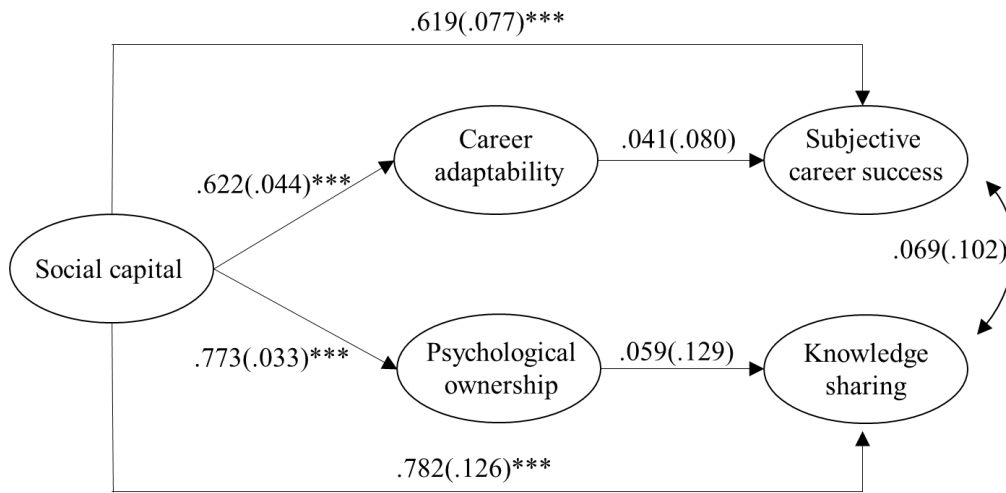 .619(.077)***
Career
adaptability
.041(.080)
Subjective
career success
.622(.044)***
Social capital
.069(.102)
.773(.033)***
Psychological
ownership
.059(.129)
Knowledge
sharing
.782(.126)***